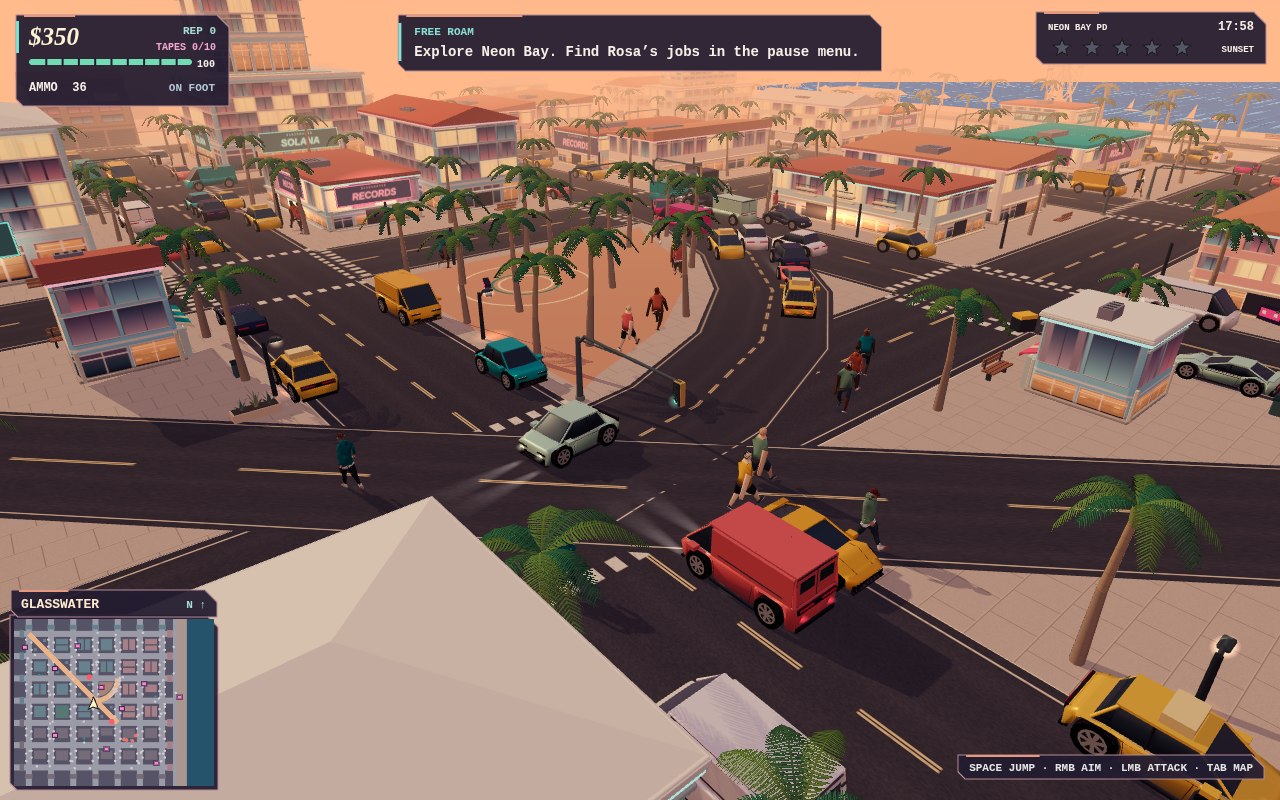 $350
REP 0
TAPES 0/10
100
AMMO 36
ON FOOT
FREE ROAM
Explore Neon Bay. Find Rosa's jobs in the pause menu.
NEON BAY PD
17:58
SUNSET
SOLANA
RECORDS
RECORDS
GLASSWATER
N ↑
SPACE JUMP · RMB AIM · LMB ATTACK · TAB MAP